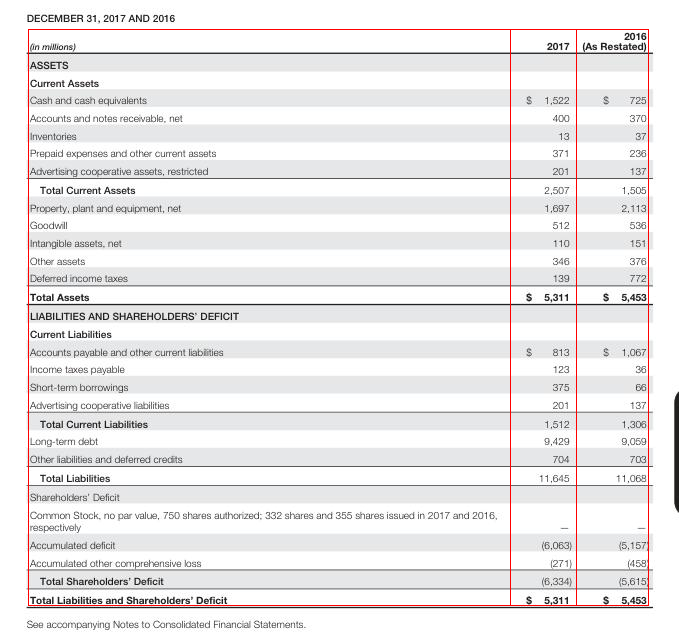 DECEMBER 31, 2017 AND 2016
2016
(in millions) 2017 (As Restated)
ASSETS
Current Assets
Cash and cash equivalents $ 1,522 $ 725
Accounts and notes receivable, net 400 370
Inventories 13 37
Prepaid expenses and other current assets 371 236
Advertising cooperative assets, restricted 201 137
Total Current Assets 2,507 1,505
Property, plant and equipment, net 1,697 2,113
Goodwill 512 536
Intangible assets, net 110 151
Other assets 346 376
Deferred income taxes 139 772
Total Assets $ 5,311 $ 5,453
LIABILITIES AND SHAREHOLDERS' DEFICIT
Current Liabilities
Accounts payable and other current liabilities $ 813 $ 1,067
Income taxes payable 123 36
Short-term borrowings 375 66
Advertising cooperative liabilities 201 137
Total Current Liabilities 1,512 1,306
Long-term debt 9,429 9,059
Other liabilities and deferred credits 704 703
Total Liabilities 11,645 11,068
Shareholders' Deficit
Common Stock, no par value, 750 shares authorized; 332 shares and 355 shares issued in 2017 and 2016,
respectively — —
Accumulated deficit (6,063) (5,157)
Accumulated other comprehensive loss (271) (458)
Total Shareholders' Deficit (6,334) (5,615)
Total Liabilities and Shareholders' Deficit $ 5,311 $ 5,453
See accompanying Notes to Consolidated Financial Statements.